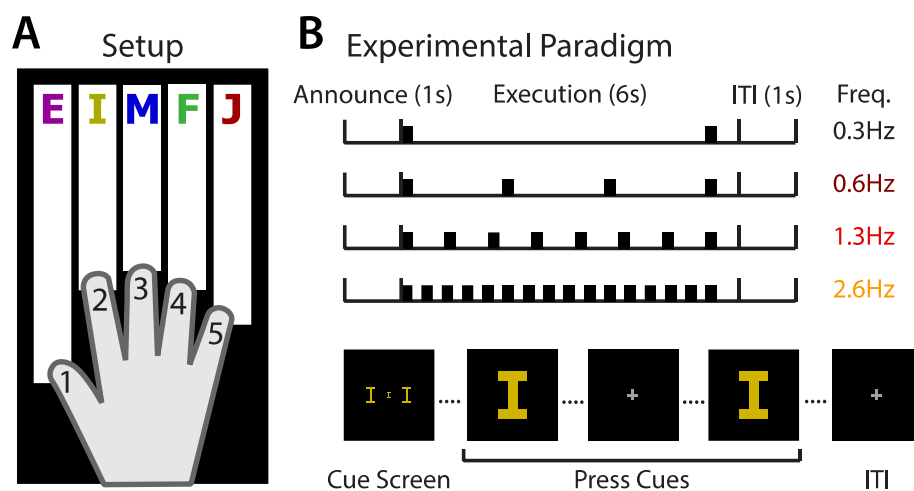 A
Setup
E I M F J
1 2 3 4 5
B
Experimental Paradigm
Announce (1s) Execution (6s) ITI (1s) Freq.
0.3Hz
0.6Hz
1.3Hz
2.6Hz
I I I .... I .... + .... I .... +
Cue Screen Press Cues ITI